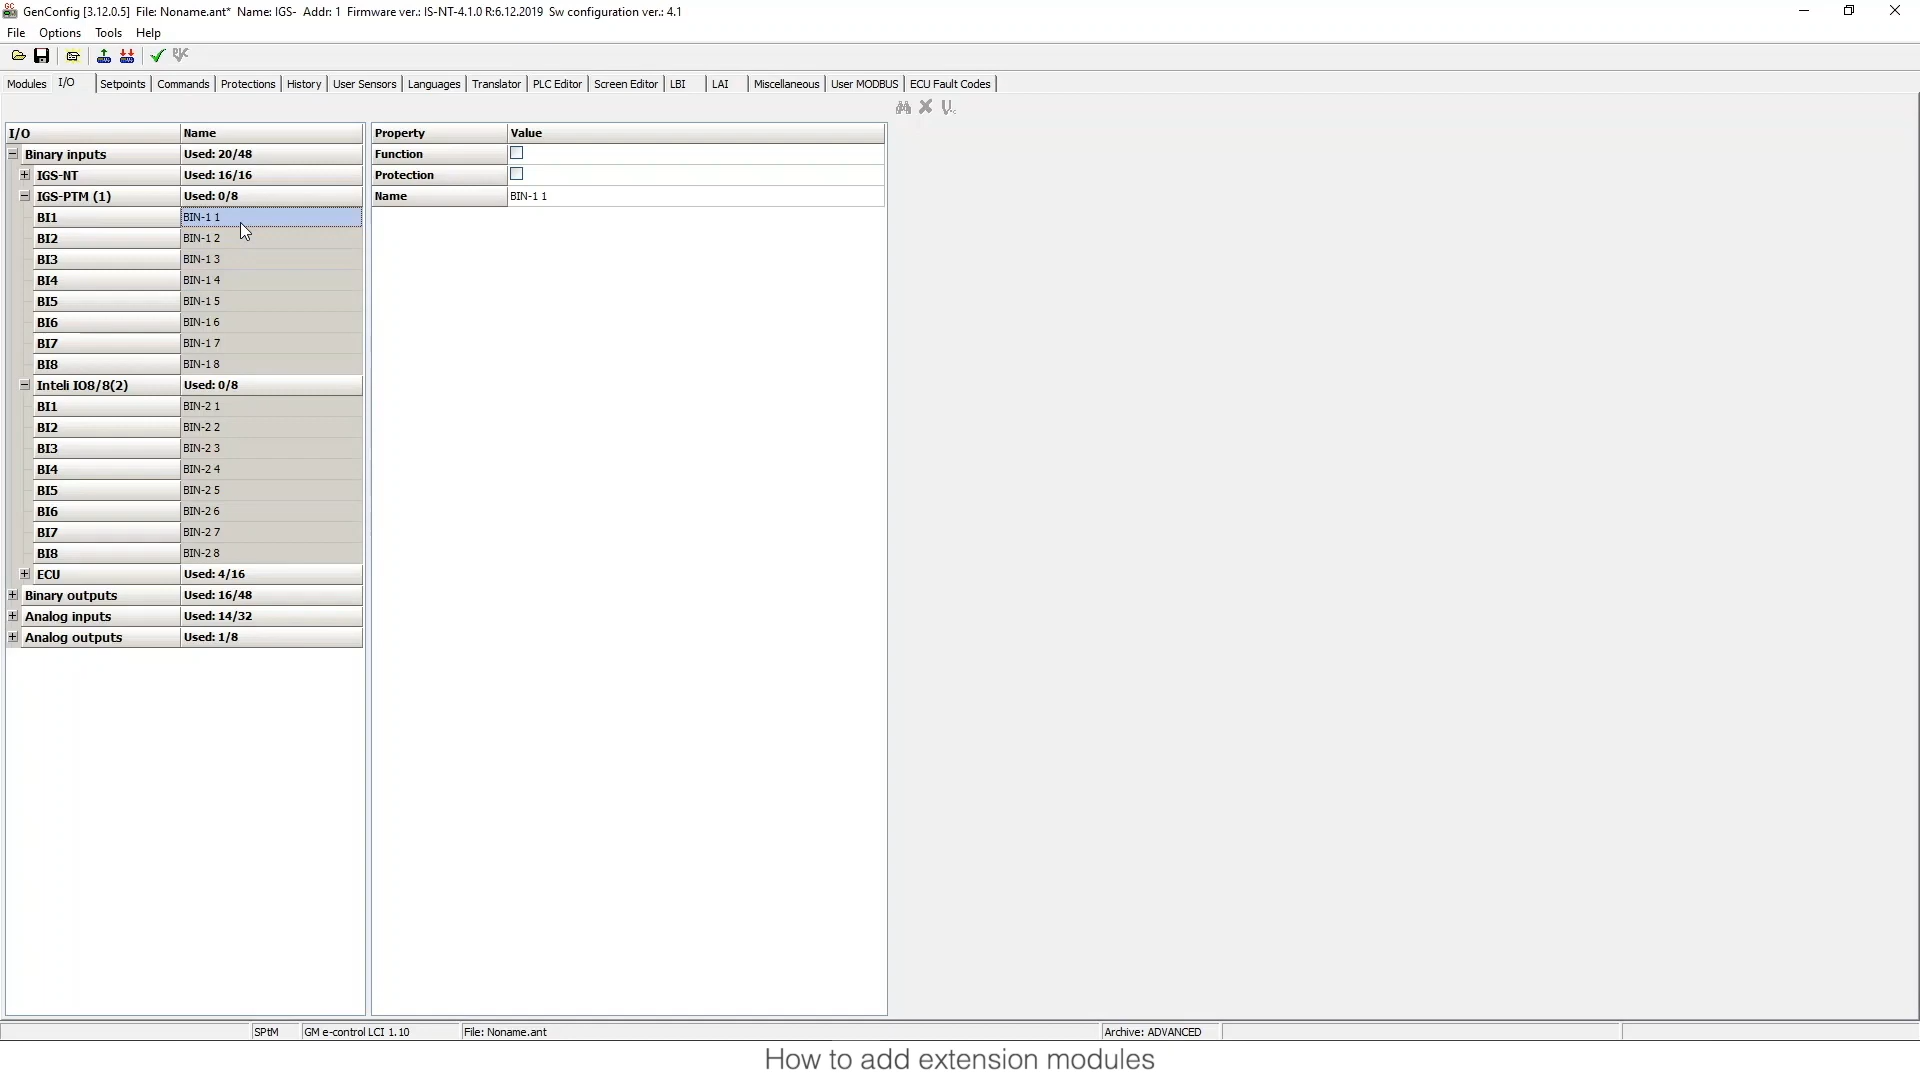 GenConfig [3.12.0.5] File: Noname.ant* Name: IGS- Addr: 1 Firmware ver.: IS-NT-4.1.0 R:6.12.2019 Sw configuration ver.: 4.1
File Options Tools Help
Modules I/O Setpoints Commands Protections History User Sensors Languages Translator PLC Editor Screen Editor LBI LAI Miscellaneous User MODBUS ECU Fault Codes
I/O Name Property Value
Binary inputs Used: 20/48 Function
IGS-NT Used: 16/16 Protection
IGS-PTM (1) Used: 0/8 Name BIN-1 1
BI1 BIN-1 1
BI2 BIN-1 2
BI3 BIN-1 3
BI4 BIN-1 4
BI5 BIN-1 5
BI6 BIN-1 6
BI7 BIN-1 7
BI8 BIN-1 8
Inteli IO8/8(2) Used: 0/8
BI1 BIN-2 1
BI2 BIN-2 2
BI3 BIN-2 3
BI4 BIN-2 4
BI5 BIN-2 5
BI6 BIN-2 6
BI7 BIN-2 7
BI8 BIN-2 8
ECU Used: 4/16
Binary outputs Used: 16/48
Analog inputs Used: 14/32
Analog outputs Used: 1/8
SPtM GM e-control LCI 1.10 File: Noname.ant Archive: ADVANCED
How to add extension modules